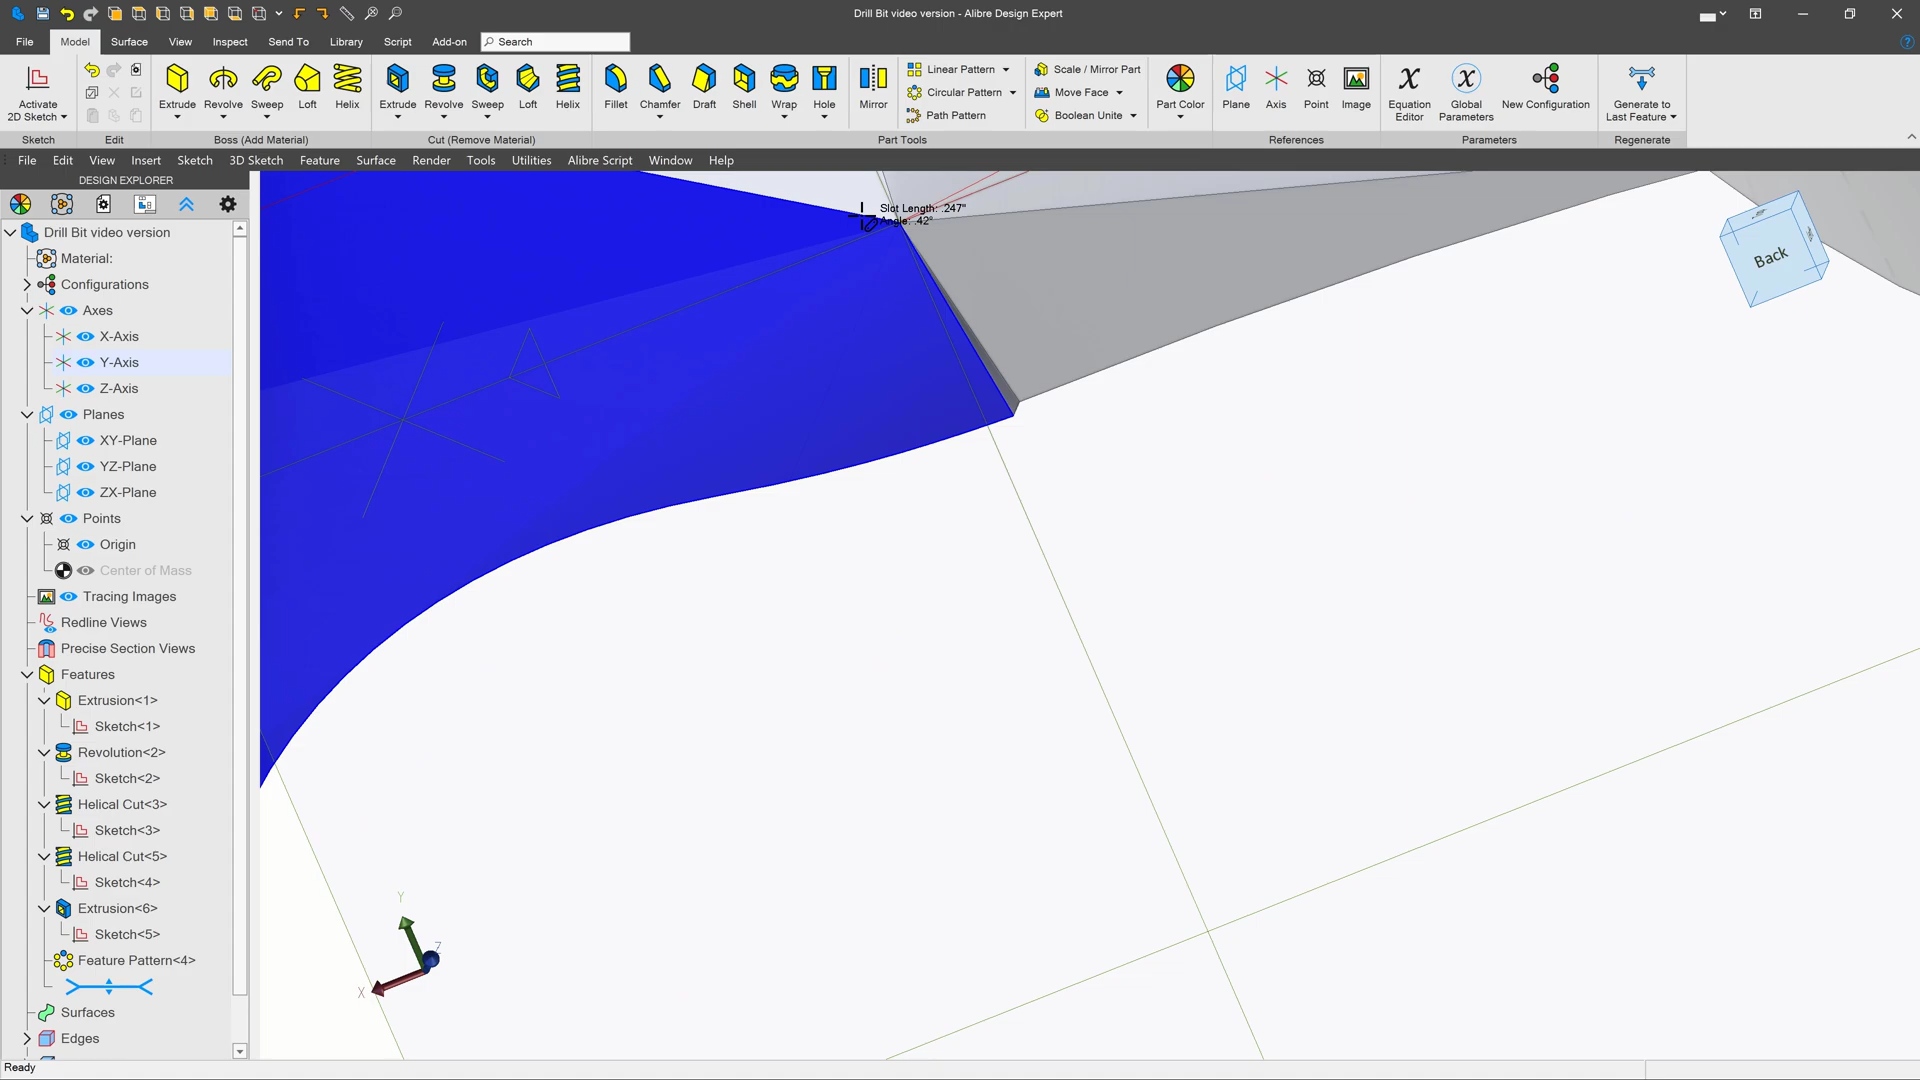 Drill Bit video version - Alibre Design Expert
File Model Surface View Inspect Send To Library Script Add-on Search
Activate
2D Sketch
Sketch
Edit
Extrude Revolve Sweep Loft Helix
Boss (Add Material)
Extrude Revolve Sweep Loft Helix
Cut (Remove Material)
Fillet Chamfer Draft Shell Wrap Hole
Mirror
Linear Pattern
Circular Pattern
Path Pattern
Scale / Mirror Part
Move Face
Boolean Unite
Part Color
Part Tools
Plane Axis Point Image
References
Equation
Editor
Global
Parameters
New Configuration
Parameters
Generate to
Last Feature
Regenerate
File Edit View Insert Sketch 3D Sketch Feature Surface Render Tools Utilities Alibre Script Window Help
DESIGN EXPLORER
Drill Bit video version
Material:
Configurations
Axes
X-Axis
Y-Axis
Z-Axis
Planes
XY-Plane
YZ-Plane
ZX-Plane
Points
Origin
Center of Mass
Tracing Images
Redline Views
Precise Section Views
Features
Extrusion<1>
Sketch<1>
Revolution<2>
Sketch<2>
Helical Cut<3>
Sketch<3>
Helical Cut<5>
Sketch<4>
Extrusion<6>
Sketch<5>
Feature Pattern<4>
Surfaces
Edges
Slot Length: .247"
Angle: .42°
Back
Y
Z
X
Ready